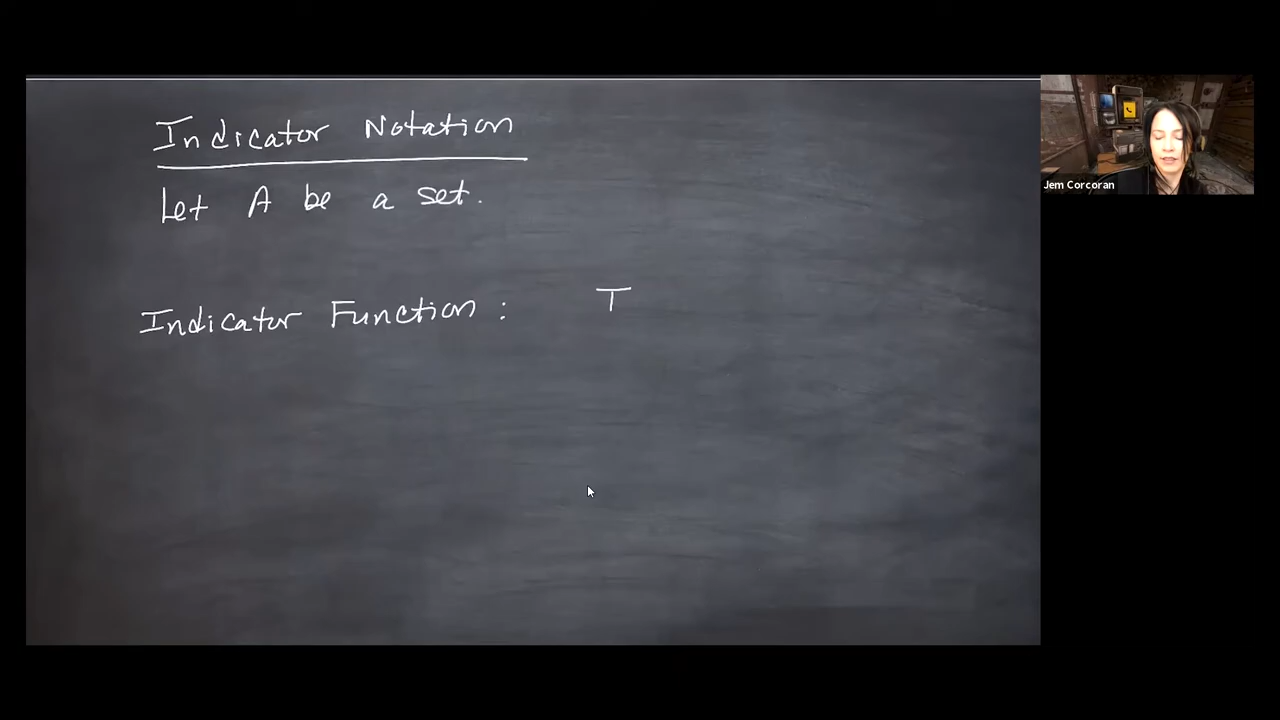 Indicator Notation
Let A be a set.
Indicator Function: T
Jem Corcoran